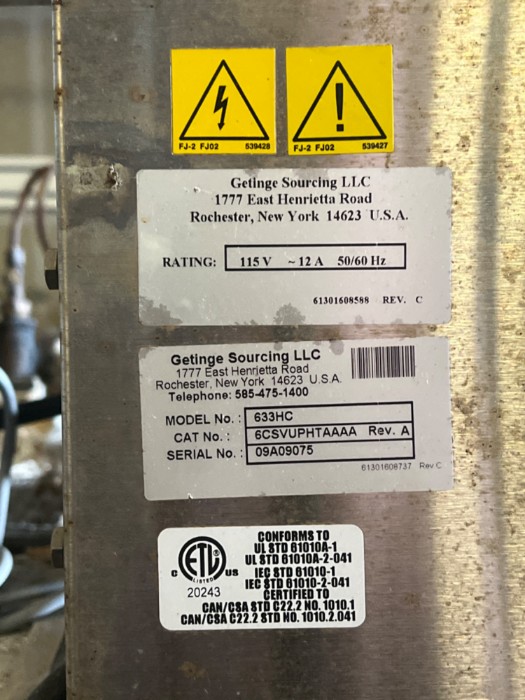 FJ-2 FJ02 539428
FJ-2 FJ02 539427
Getinge Sourcing LLC
1777 East Henrietta Road
Rochester, New York 14623 U.S.A.
RATING: 115 V ~ 12 A 50/60 Hz
61301608588 REV. C
Getinge Sourcing LLC
1777 East Henrietta Road
Rochester, New York 14623 U.S.A.
Telephone: 585-475-1400
MODEL No. : 633HC
CAT No. : 6CSVUPHTAAAA Rev. A
SERIAL No. : 09A09075
61301608737 Rev C
CONFORMS TO
UL STD 61010A-1
UL STD 61010A-2-041
IEC STD 61010-1
IEC STD 61010-2-041
CERTIFIED TO
CAN/CSA STD C22.2 NO. 1010.1
CAN/CSA C22.2 STD NO. 1010.2.041
ETL
LISTED
C US
20243